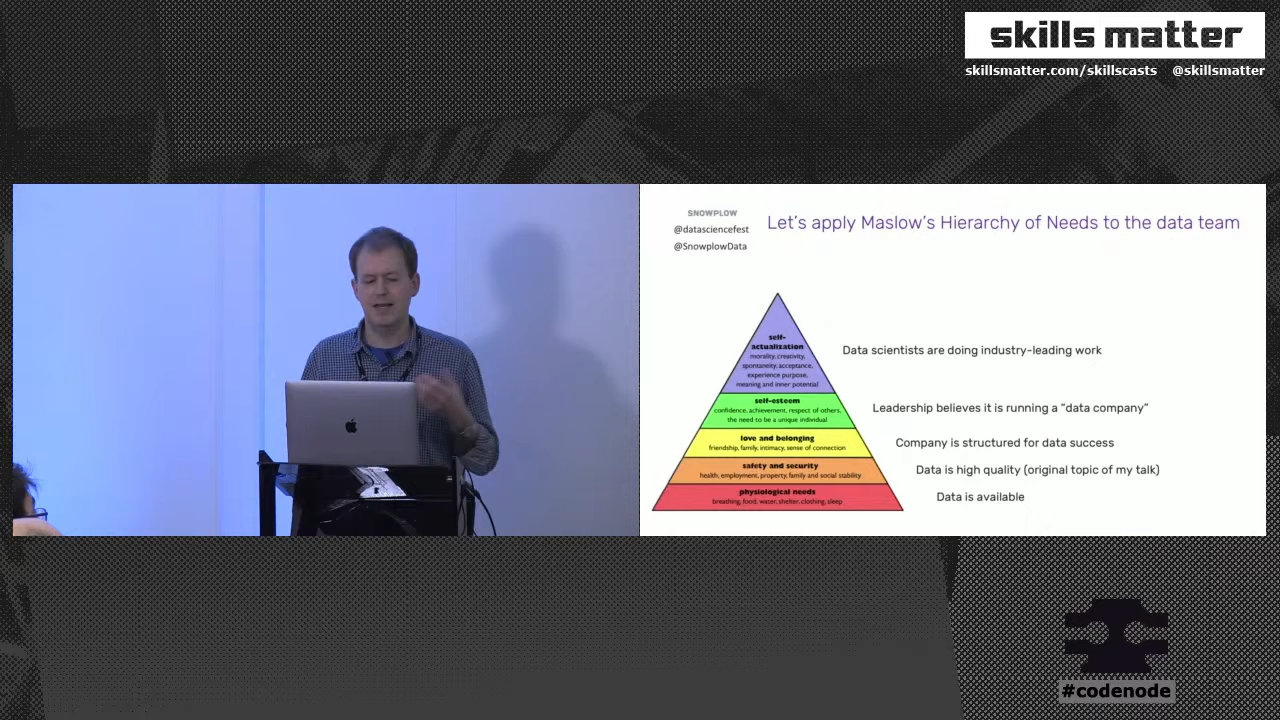 skills matter
skillsmatter.com/skillscasts @skillsmatter
SNOWPLOW
@datasciencefest
@SnowplowData
Let's apply Maslow's Hierarchy of Needs to the data team
self-
actualization
morality, creativity,
spontaneity, acceptance,
experience purpose,
meaning and inner potential
Data scientists are doing industry-leading work
self-esteem
confidence, achievement, respect of others,
the need to be a unique individual
Leadership believes it is running a "data company"
love and belonging
friendship, family, intimacy, sense of connection
Company is structured for data success
safety and security
health, employment, property, family and social stability
Data is high quality (original topic of my talk)
physiological needs
breathing, food, water, shelter, clothing, sleep
Data is available
#codenode